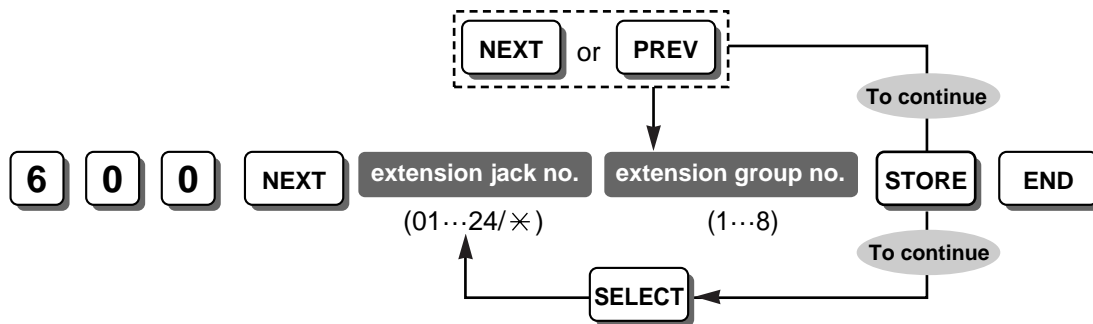 NEXT or PREV
To continue
6 0 0 NEXT extension jack no. extension group no. STORE END
(01···24/✳) (1···8)
To continue
SELECT